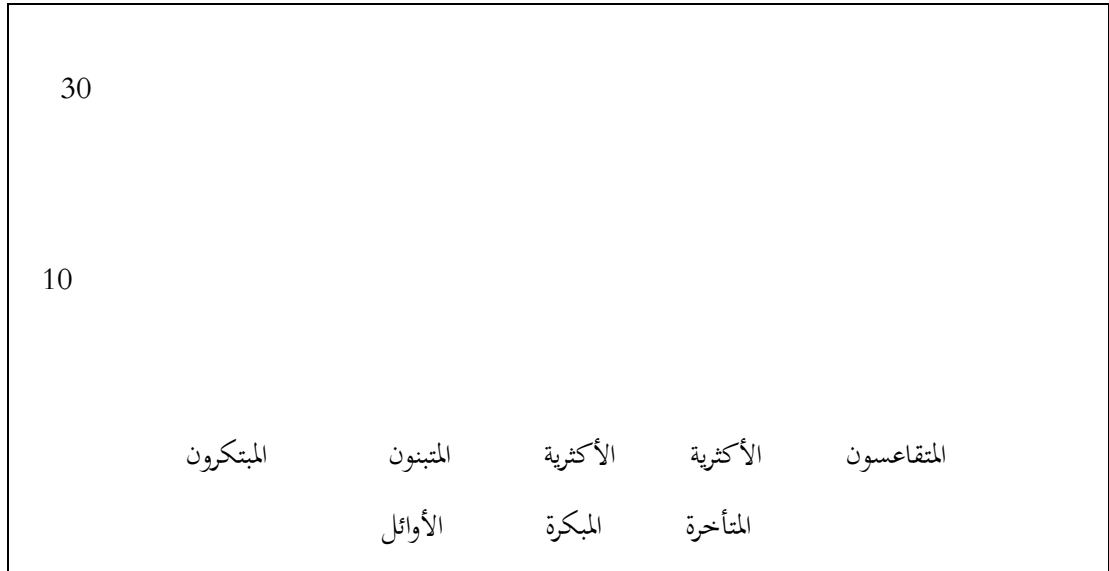 30
10
المبتكرون المتبنون الأكثرية الأكثرية المتقاعسون
الأوائل المبكرة المتأخرة